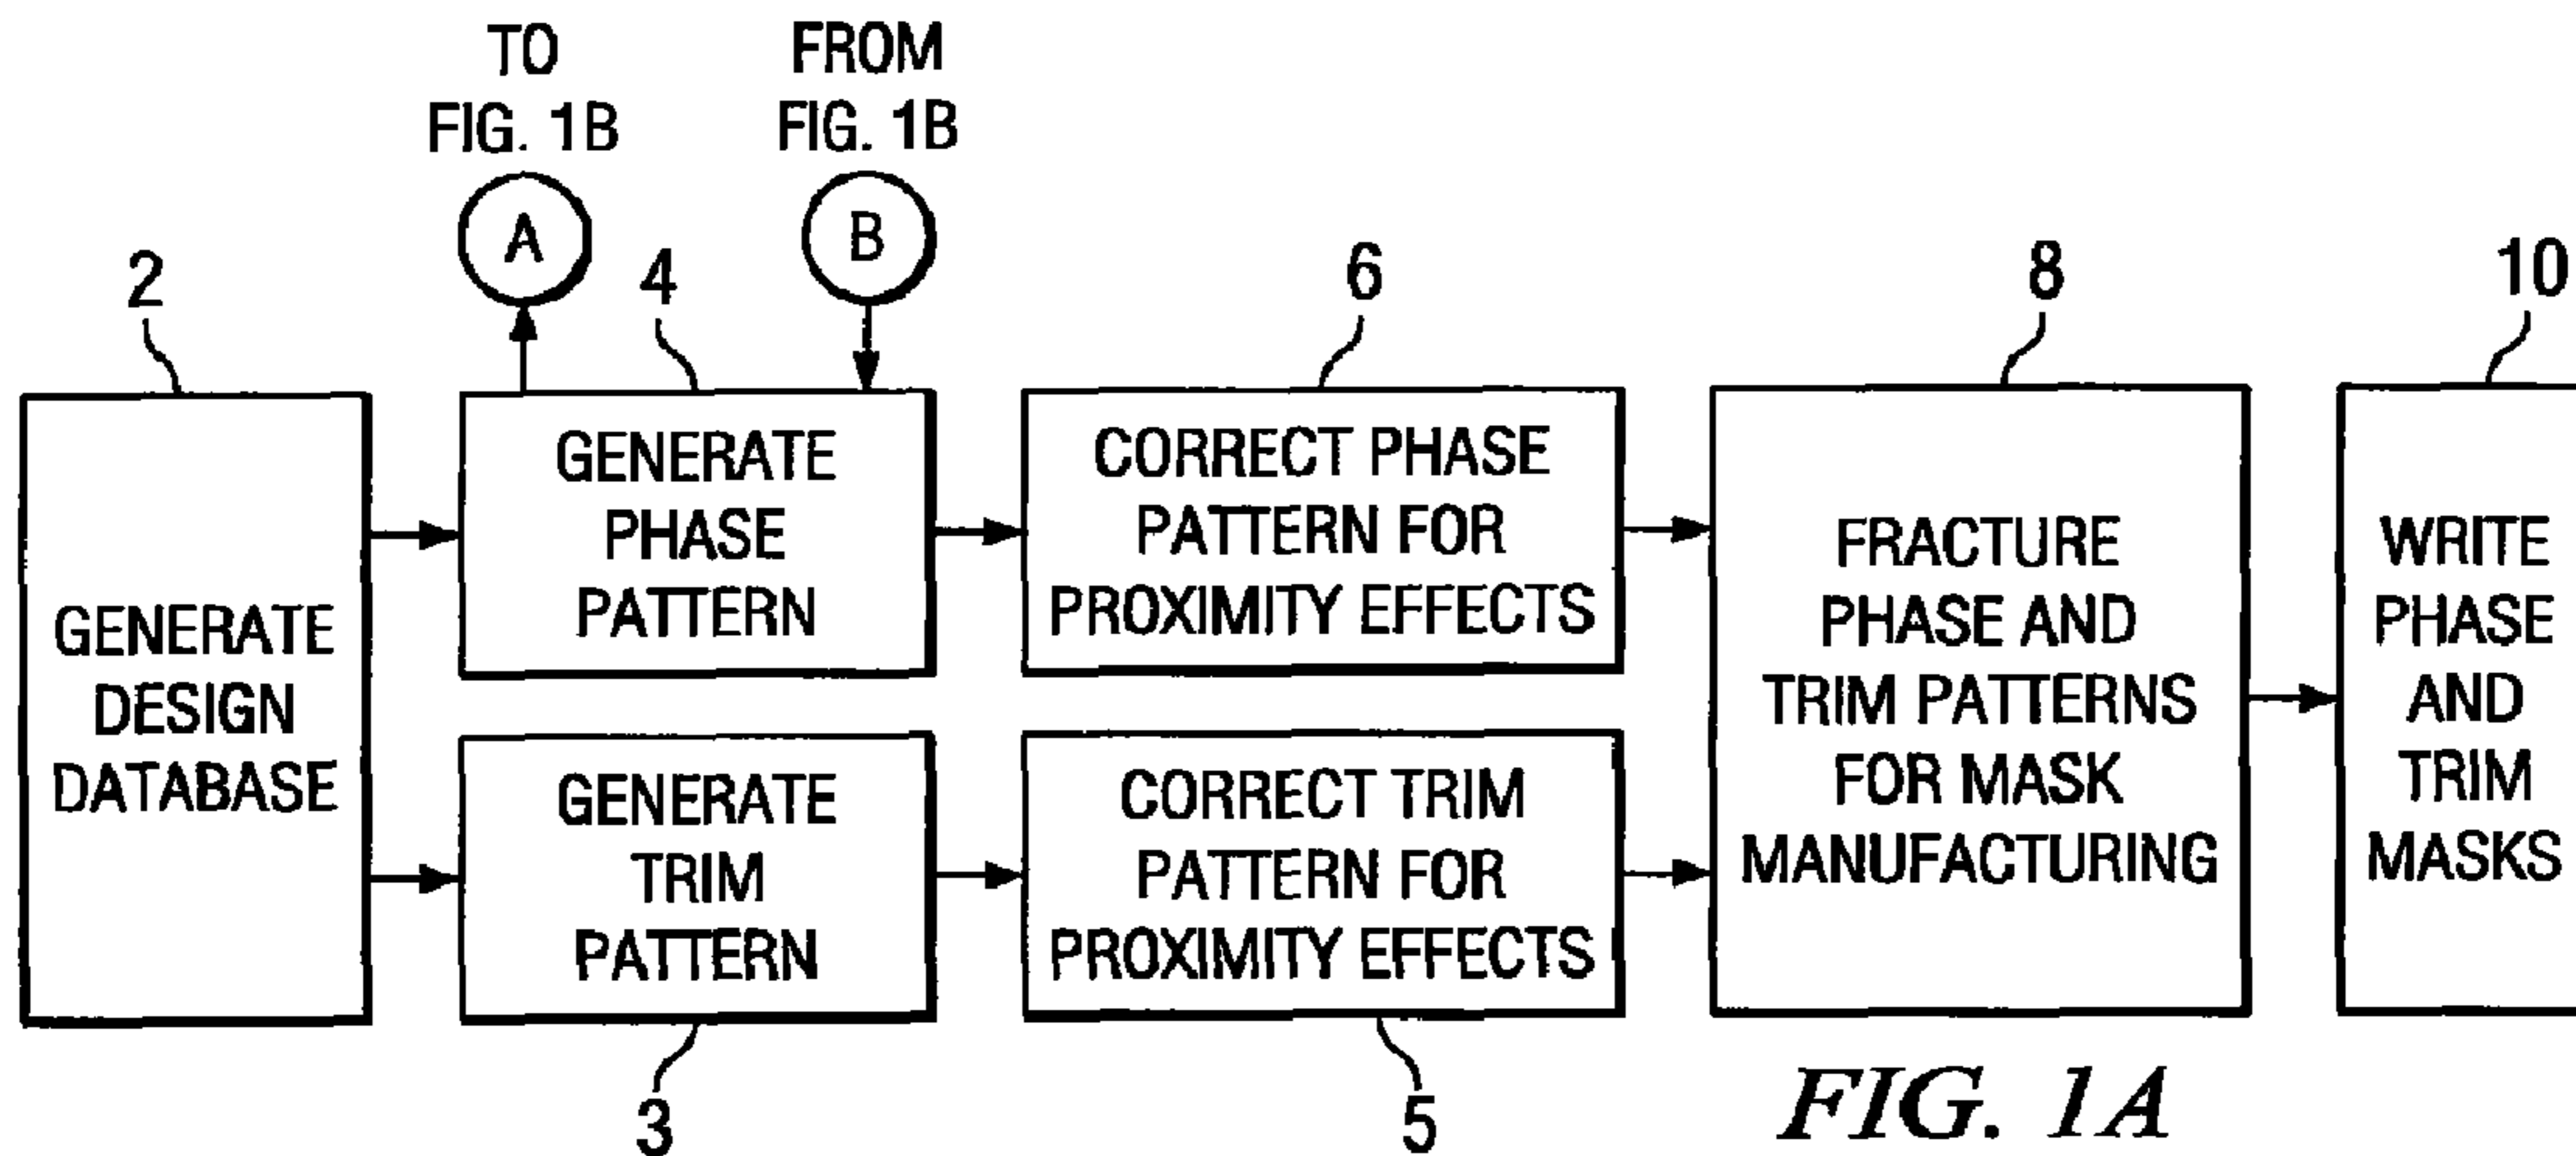 TO
FIG. 1B
FROM
FIG. 1B
A
B
2
4
6
8
10
GENERATE
DESIGN
DATABASE
GENERATE
PHASE
PATTERN
CORRECT PHASE
PATTERN FOR
PROXIMITY EFFECTS
FRACTURE
PHASE AND
TRIM PATTERNS
FOR MASK
MANUFACTURING
WRITE
PHASE
AND
TRIM
MASKS
GENERATE
TRIM
PATTERN
CORRECT TRIM
PATTERN FOR
PROXIMITY EFFECTS
3
5
FIG. 1A